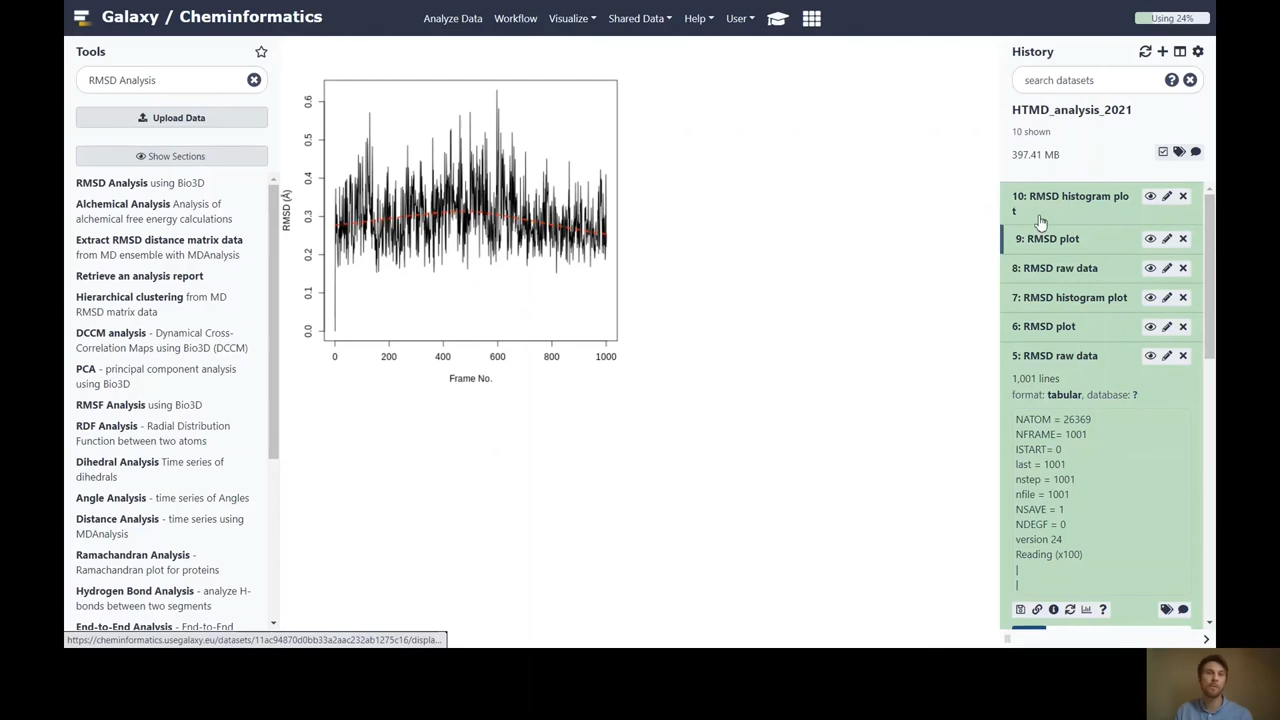 Galaxy / Cheminformatics
Analyze Data
Workflow
Visualize
Shared Data
Help
User
Using 24%
Tools
RMSD Analysis
Upload Data
Show Sections
RMSD Analysis using Bio3D
Alchemical Analysis Analysis of
alchemical free energy calculations
Extract RMSD distance matrix data
from MD ensemble with MDAnalysis
Retrieve an analysis report
Hierarchical clustering from MD
RMSD matrix data
DCCM analysis - Dynamical Cross-
Correlation Maps using Bio3D (DCCM)
PCA - principal component analysis
using Bio3D
RMSF Analysis using Bio3D
RDF Analysis - Radial Distribution
Function between two atoms
Dihedral Analysis Time series of
dihedrals
Angle Analysis - time series of Angles
Distance Analysis - time series using
MDAnalysis
Ramachandran Analysis -
Ramachandran plot for proteins
Hydrogen Bond Analysis - analyze H-
bonds between two segments
End-to-End Analysis - End-to-End
https://cheminformatics.usegalaxy.eu/datasets/11ac94870d0bb33a2aac232ab1275c16/displa...
RMSD (Å)
0.6
0.5
0.4
0.3
0.2
0.1
0.0
0 200 400 600 800 1000
Frame No.
History
search datasets
HTMD_analysis_2021
10 shown
397.41 MB
10: RMSD histogram plo
t
9: RMSD plot
8: RMSD raw data
7: RMSD histogram plot
6: RMSD plot
5: RMSD raw data
1,001 lines
format: tabular, database: ?
NATOM = 26369
NFRAME= 1001
ISTART= 0
last = 1001
nstep = 1001
nfile = 1001
NSAVE = 1
NDEGF = 0
version 24
Reading (x100)
|
|